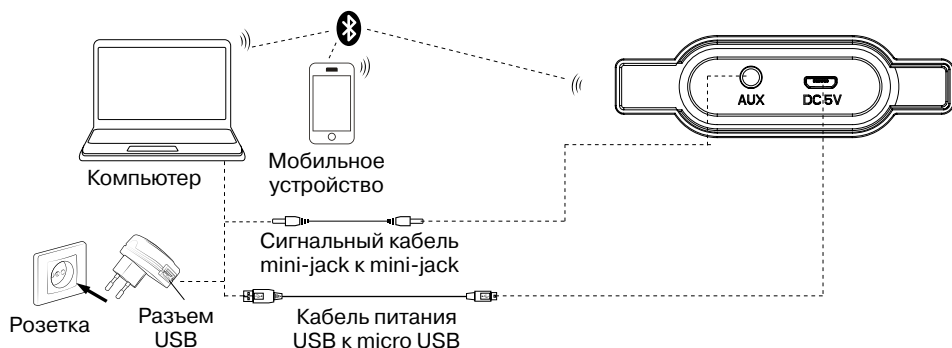 AUX
DC 5V
Компьютер
Мобильное
устройство
Сигнальный кабель
mini-jack к mini-jack
Розетка
Разъем
USB
Кабель питания
USB к micro USB